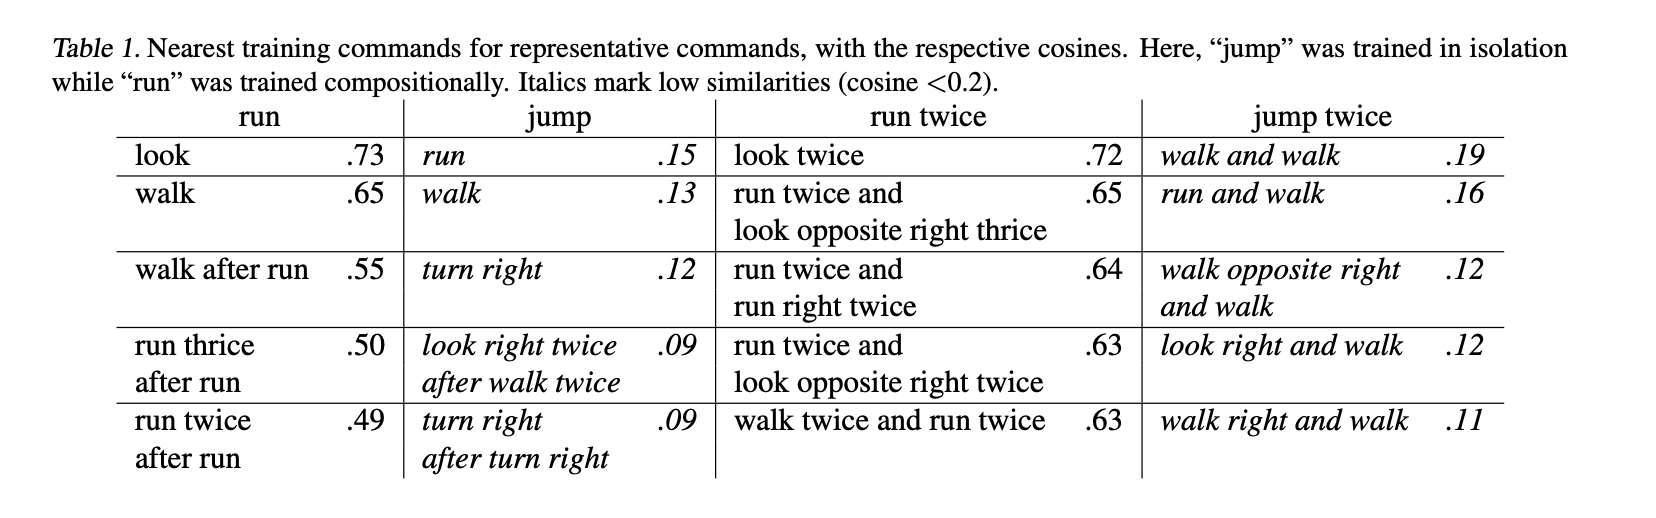 Table 1. Nearest training commands for representative commands, with the respective cosines. Here, “jump” was trained in isolation
while “run” was trained compositionally. Italics mark low similarities (cosine <0.2).
run jump run twice jump twice
look .73 run .15 look twice .72 walk and walk .19
walk .65 walk .13 run twice and .65 run and walk .16
look opposite right thrice
walk after run .55 turn right .12 run twice and .64 walk opposite right .12
run right twice and walk
run thrice .50 look right twice .09 run twice and .63 look right and walk .12
after run after walk twice look opposite right twice
run twice .49 turn right .09 walk twice and run twice .63 walk right and walk .11
after run after turn right